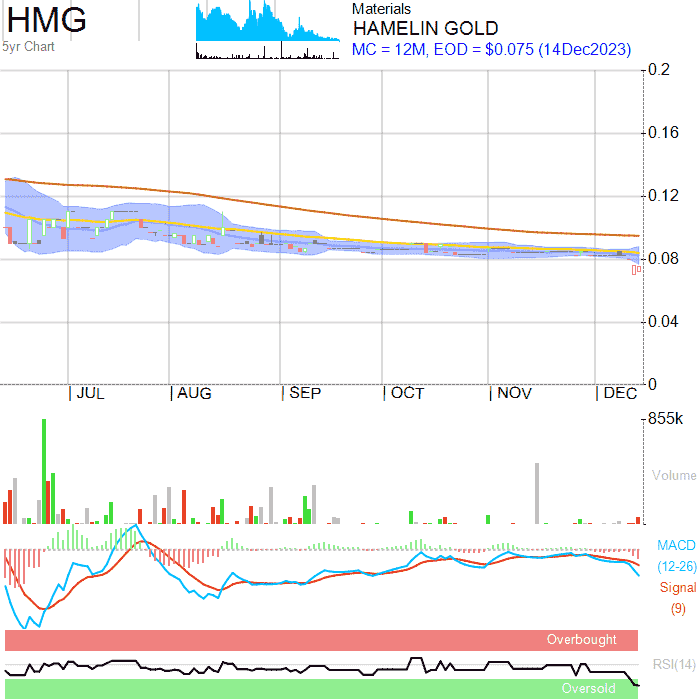 HMG
5yr Chart
Materials
HAMELIN GOLD
MC = 12M, EOD = $0.075 (14Dec2023)
0.2
0.16
0.12
0.08
0.04
0
JUL AUG SEP OCT NOV DEC
855k
Volume
MACD
(12-26)
Signal
(9)
Overbought
RSI(14)
Oversold